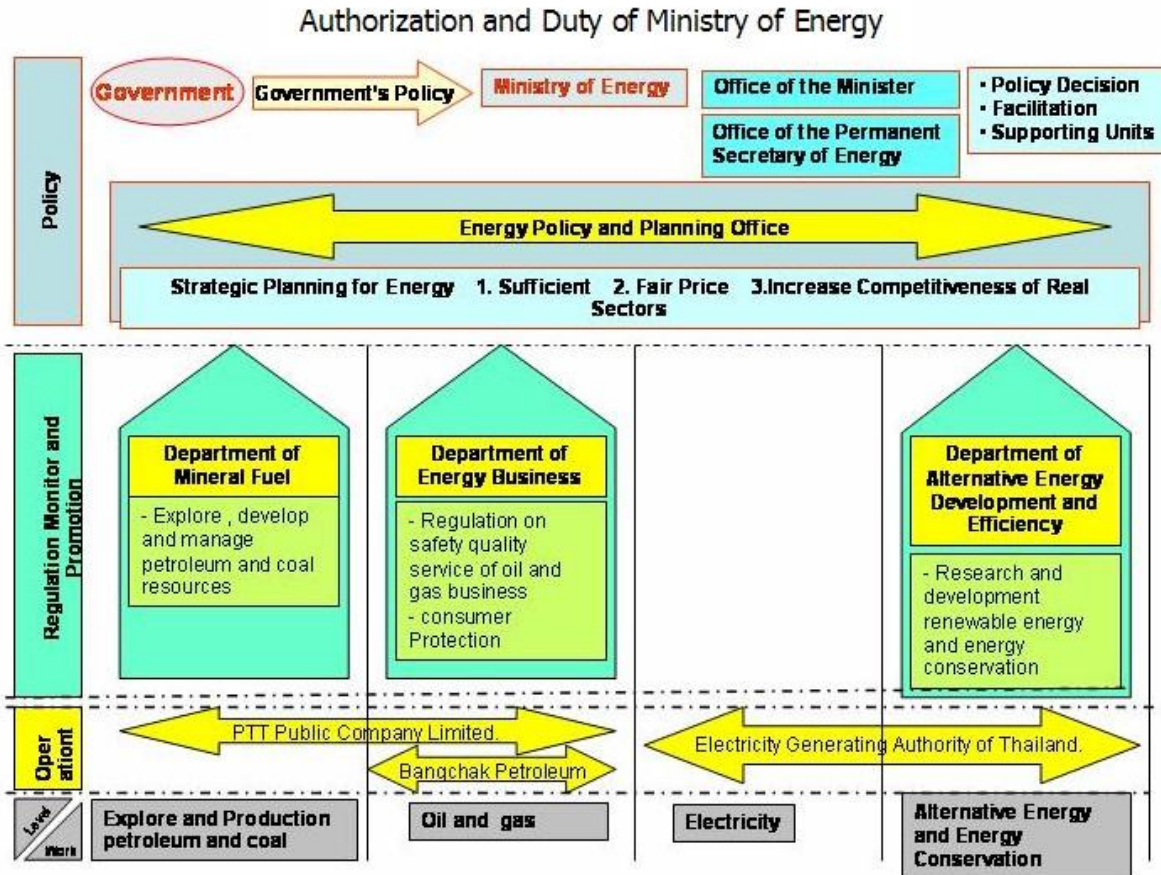 Authorization and Duty of Ministry of Energy
Policy
Government
Government's Policy
Ministry of Energy
Office of the Minister
Office of the Permanent
Secretary of Energy
• Policy Decision
• Facilitation
• Supporting Units
Energy Policy and Planning Office
Strategic Planning for Energy 1. Sufficient 2. Fair Price 3.Increase Competitiveness of Real
Sectors
Regulation Monitor and
Promotion
Department of
Mineral Fuel
- Explore , develop
and manage
petroleum and coal
resources
Department of
Energy Business
- Regulation on
safety quality
service of oil and
gas business
- consumer
Protection
Department of
Alternative Energy
Development and
Efficiency
- Research and
development
renewable energy
and energy
conservation
Oper
ationt
PTT Public Company Limited.
Bangchak Petroleum
Electricity Generating Authority of Thailand.
Level
Work
Explore and Production
petroleum and coal
Oil and gas
Electricity
Alternative Energy
and Energy
Conservation